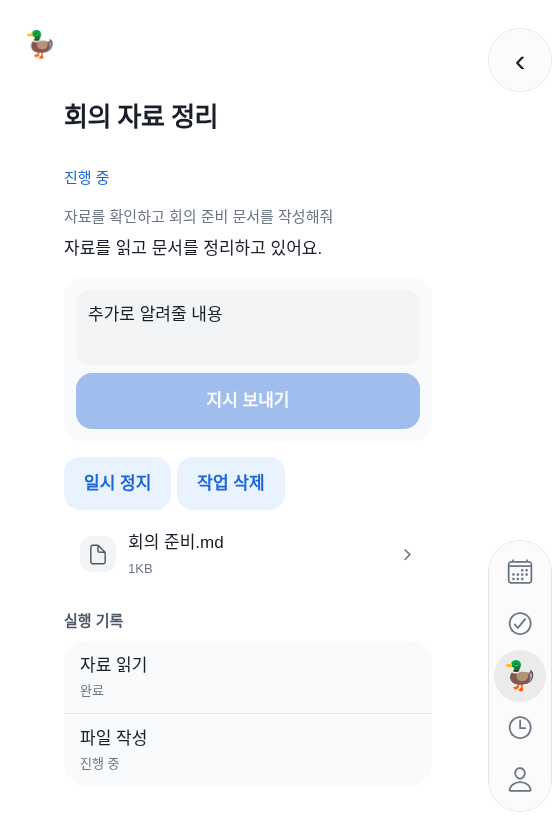 회의 자료 정리
진행 중
자료를 확인하고 회의 준비 문서를 작성해줘
자료를 읽고 문서를 정리하고 있어요.
추가로 알려줄 내용
지시 보내기
일시 정지
작업 삭제
회의 준비.md
1KB
실행 기록
자료 읽기
완료
파일 작성
진행 중